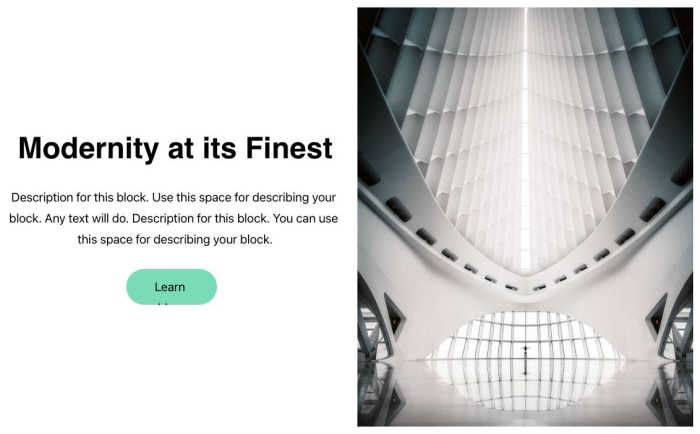 Modernity at its Finest
Description for this block. Use this space for describing your
block. Any text will do. Description for this block. You can use
this space for describing your block.
Learn